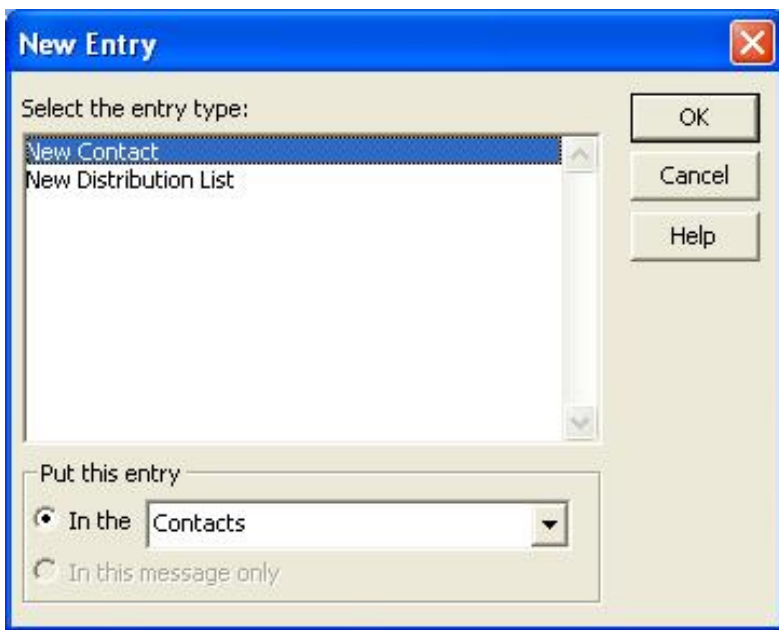 New Entry
Select the entry type:
New Contact
New Distribution List
OK
Cancel
Help
Put this entry
In the Contacts
In this message only